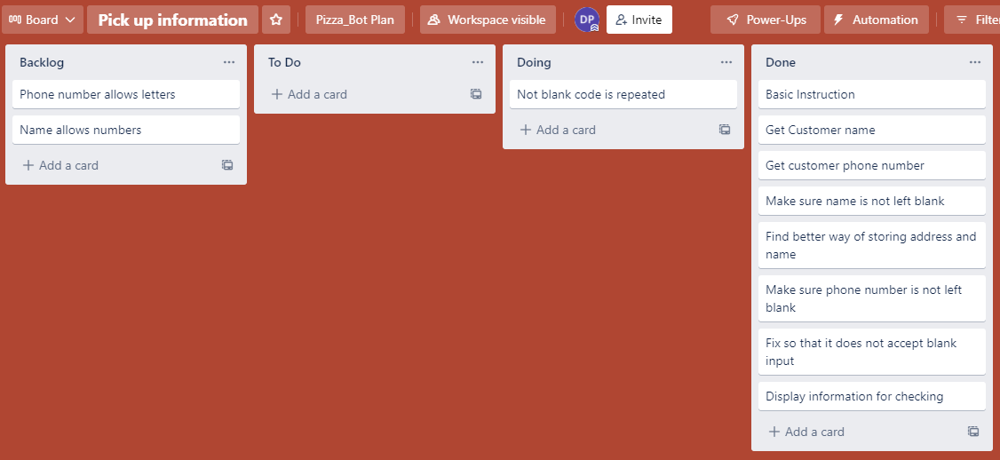 Board Pick up information Pizza_Bot Plan Workspace visible DP Invite Power-Ups Automation Filte
Backlog
Phone number allows letters
Name allows numbers
Add a card
To Do
Add a card
Doing
Not blank code is repeated
Add a card
Done
Basic Instruction
Get Customer name
Get customer phone number
Make sure name is not left blank
Find better way of storing address and
name
Make sure phone number is not left
blank
Fix so that it does not accept blank
input
Display information for checking
Add a card